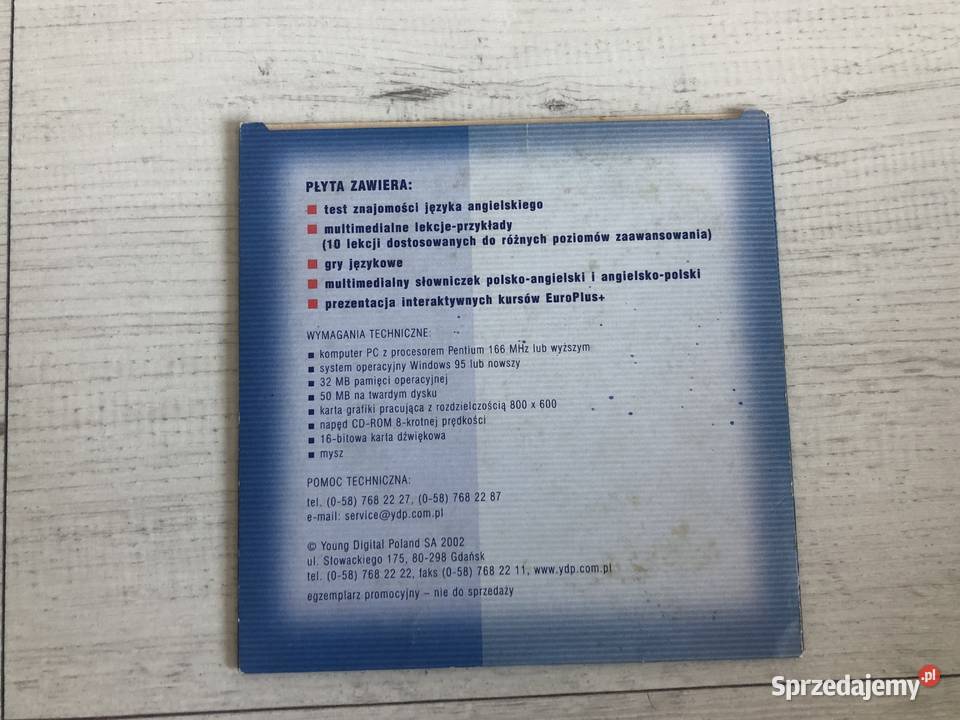 PŁYTA ZAWIERA:
test znajomości języka angielskiego
multimedialne lekcje-przykłady
(10 lekcji dostosowanych do różnych poziomów zaawansowania)
gry językowe
multimedialny słowniczek polsko-angielski i angielsko-polski
prezentacja interaktywnych kursów EuroPlus+
WYMAGANIA TECHNICZNE:
komputer PC z procesorem Pentium 166 MHz lub wyższym
system operacyjny Windows 95 lub nowszy
32 MB pamięci operacyjnej
50 MB na twardym dysku
karta grafiki pracująca z rozdzielczością 800 x 600
napęd CD-ROM 8-krotnej prędkości
16-bitowa karta dźwiękowa
mysz
POMOC TECHNICZNA:
tel. (0-58) 768 22 27, (0-58) 768 22 87
e-mail: service@ydp.com.pl
© Young Digital Poland SA 2002
ul. Słowackiego 175, 80-298 Gdańsk
tel. (0-58) 768 22 22, faks (0-58) 768 22 11, www.ydp.com.pl
egzemplarz promocyjny – nie do sprzedaży
Sprzedajemy.pl